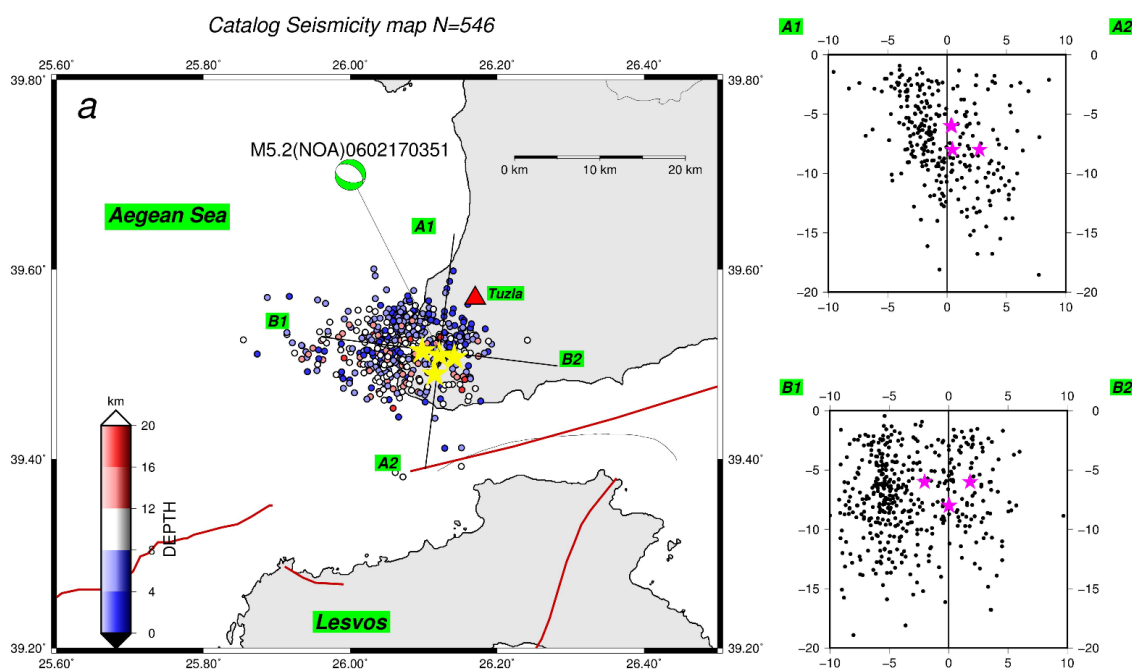 Catalog Seismicity map N=546
25.60˚ 25.80˚ 26.00˚ 26.20˚ 26.40˚
39.80˚ 39.80˚
a
M5.2(NOA)0602170351
0 km 10 km 20 km
Aegean Sea
A1
39.60˚ 39.60˚
Tuzla
B1
B2
A2
39.40˚ 39.40˚
km
20
16
12
8
4
0
DEPTH
Lesvos
39.20˚ 39.20˚
25.60˚ 25.80˚ 26.00˚ 26.20˚ 26.40˚
A1 A2
−10 −5 0 5 10
0 0
−5 −5
−10 −10
−15 −15
−20 −20
−10 −5 0 5 10
B1 B2
−10 −5 0 5 10
0 0
−5 −5
−10 −10
−15 −15
−20 −20
−10 −5 0 5 10